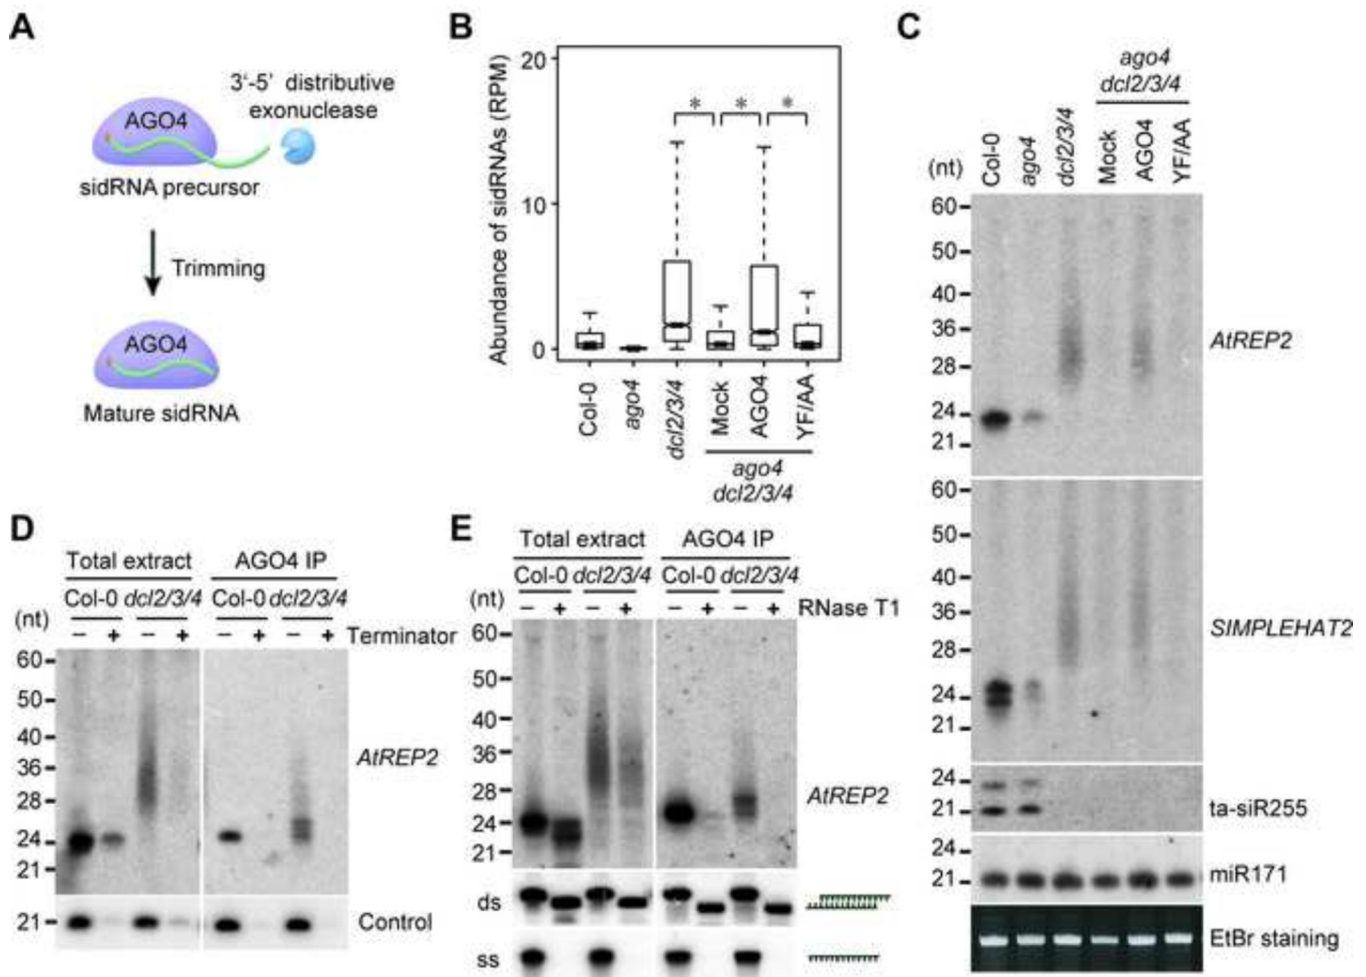 A
3'-5' distributive
exonuclease
AGO4
sidRNA precursor
Trimming
AGO4
Mature sidRNA
B
Abundance of sidRNAs (RPM)
20
10
0
*
*
*
Col-0
ago4
dcl2/3/4
Mock
AGO4
YF/AA
ago4
dcl2/3/4
C
ago4
dcl2/3/4
(nt)
Col-0
ago4
dcl2/3/4
Mock
AGO4
YF/AA
60
50
40
36
28
24
21
AtREP2
60
50
40
36
28
24
21
SIMPLEHAT2
24
21
ta-siR255
24
21
miR171
EtBr staining
D
Total extract AGO4 IP
Col-0 dcl2/3/4 Col-0 dcl2/3/4
(nt)
– + – + – + – + Terminator
60
50
40
36
28
24
21
AtREP2
21
Control
E
Total extract AGO4 IP
Col-0 dcl2/3/4 Col-0 dcl2/3/4
(nt)
– + – + – + – + RNase T1
60
50
40
36
28
24
21
AtREP2
ds
ss